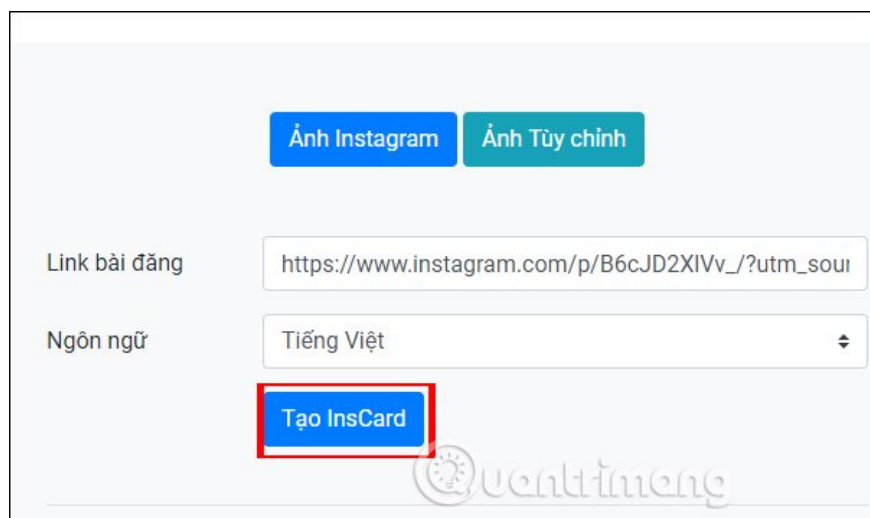 Ảnh Instagram Ảnh Tùy chỉnh
Link bài đăng https://www.instagram.com/p/B6cJD2XlVv_/?utm_sour
Ngôn ngữ Tiếng Việt
Tạo InsCard
Quantrimang